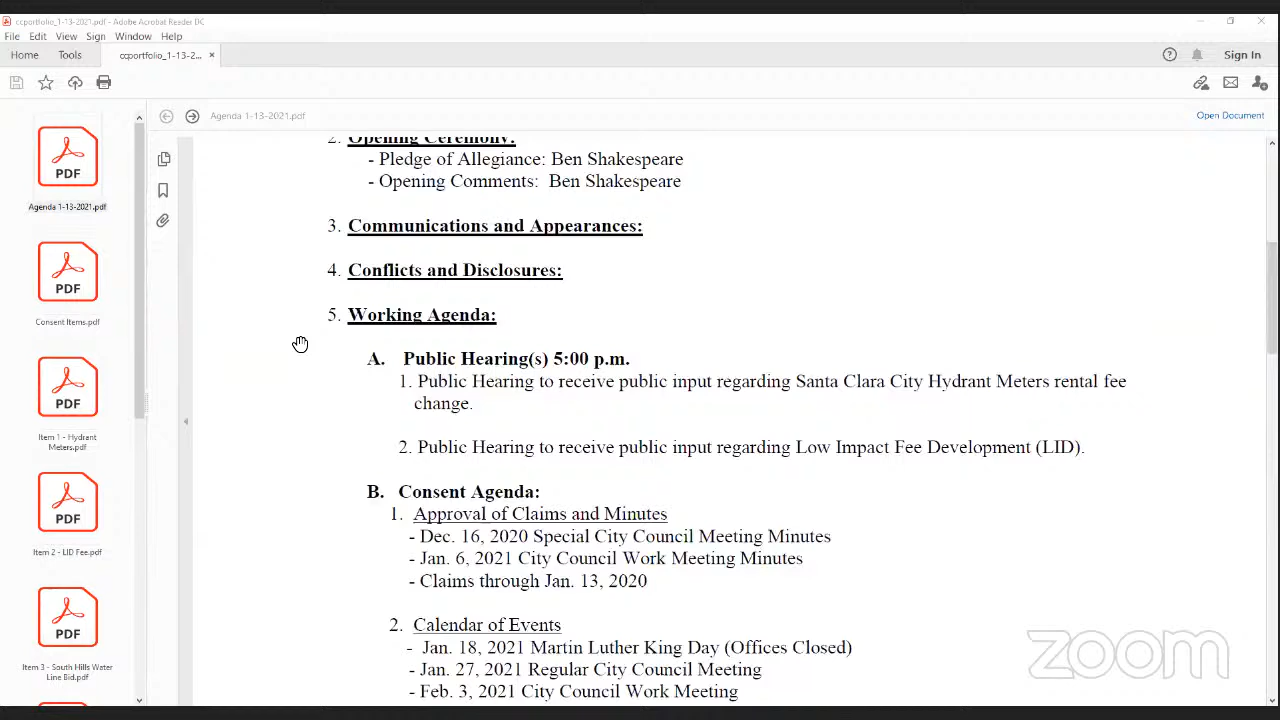 ccportfolio_1-13-2021.pdf - Adobe Acrobat Reader DC
File Edit View Sign Window Help
Home Tools ccportfolio_1-13-2... × Sign In
Agenda 1-13-2021.pdf Open Document
PDF
Agenda 1-13-2021.pdf
PDF
Consent Items.pdf
PDF
Item 1 - Hydrant
Meters.pdf
PDF
Item 2 - LID Fee.pdf
PDF
Item 3 - South Hills Water
Line Bid.pdf
2. Opening Ceremony:
- Pledge of Allegiance: Ben Shakespeare
- Opening Comments: Ben Shakespeare
3. Communications and Appearances:
4. Conflicts and Disclosures:
5. Working Agenda:
A. Public Hearing(s) 5:00 p.m.
1. Public Hearing to receive public input regarding Santa Clara City Hydrant Meters rental fee
change.
2. Public Hearing to receive public input regarding Low Impact Fee Development (LID).
B. Consent Agenda:
1. Approval of Claims and Minutes
- Dec. 16, 2020 Special City Council Meeting Minutes
- Jan. 6, 2021 City Council Work Meeting Minutes
- Claims through Jan. 13, 2020
2. Calendar of Events
- Jan. 18, 2021 Martin Luther King Day (Offices Closed)
- Jan. 27, 2021 Regular City Council Meeting
- Feb. 3, 2021 City Council Work Meeting
zoom